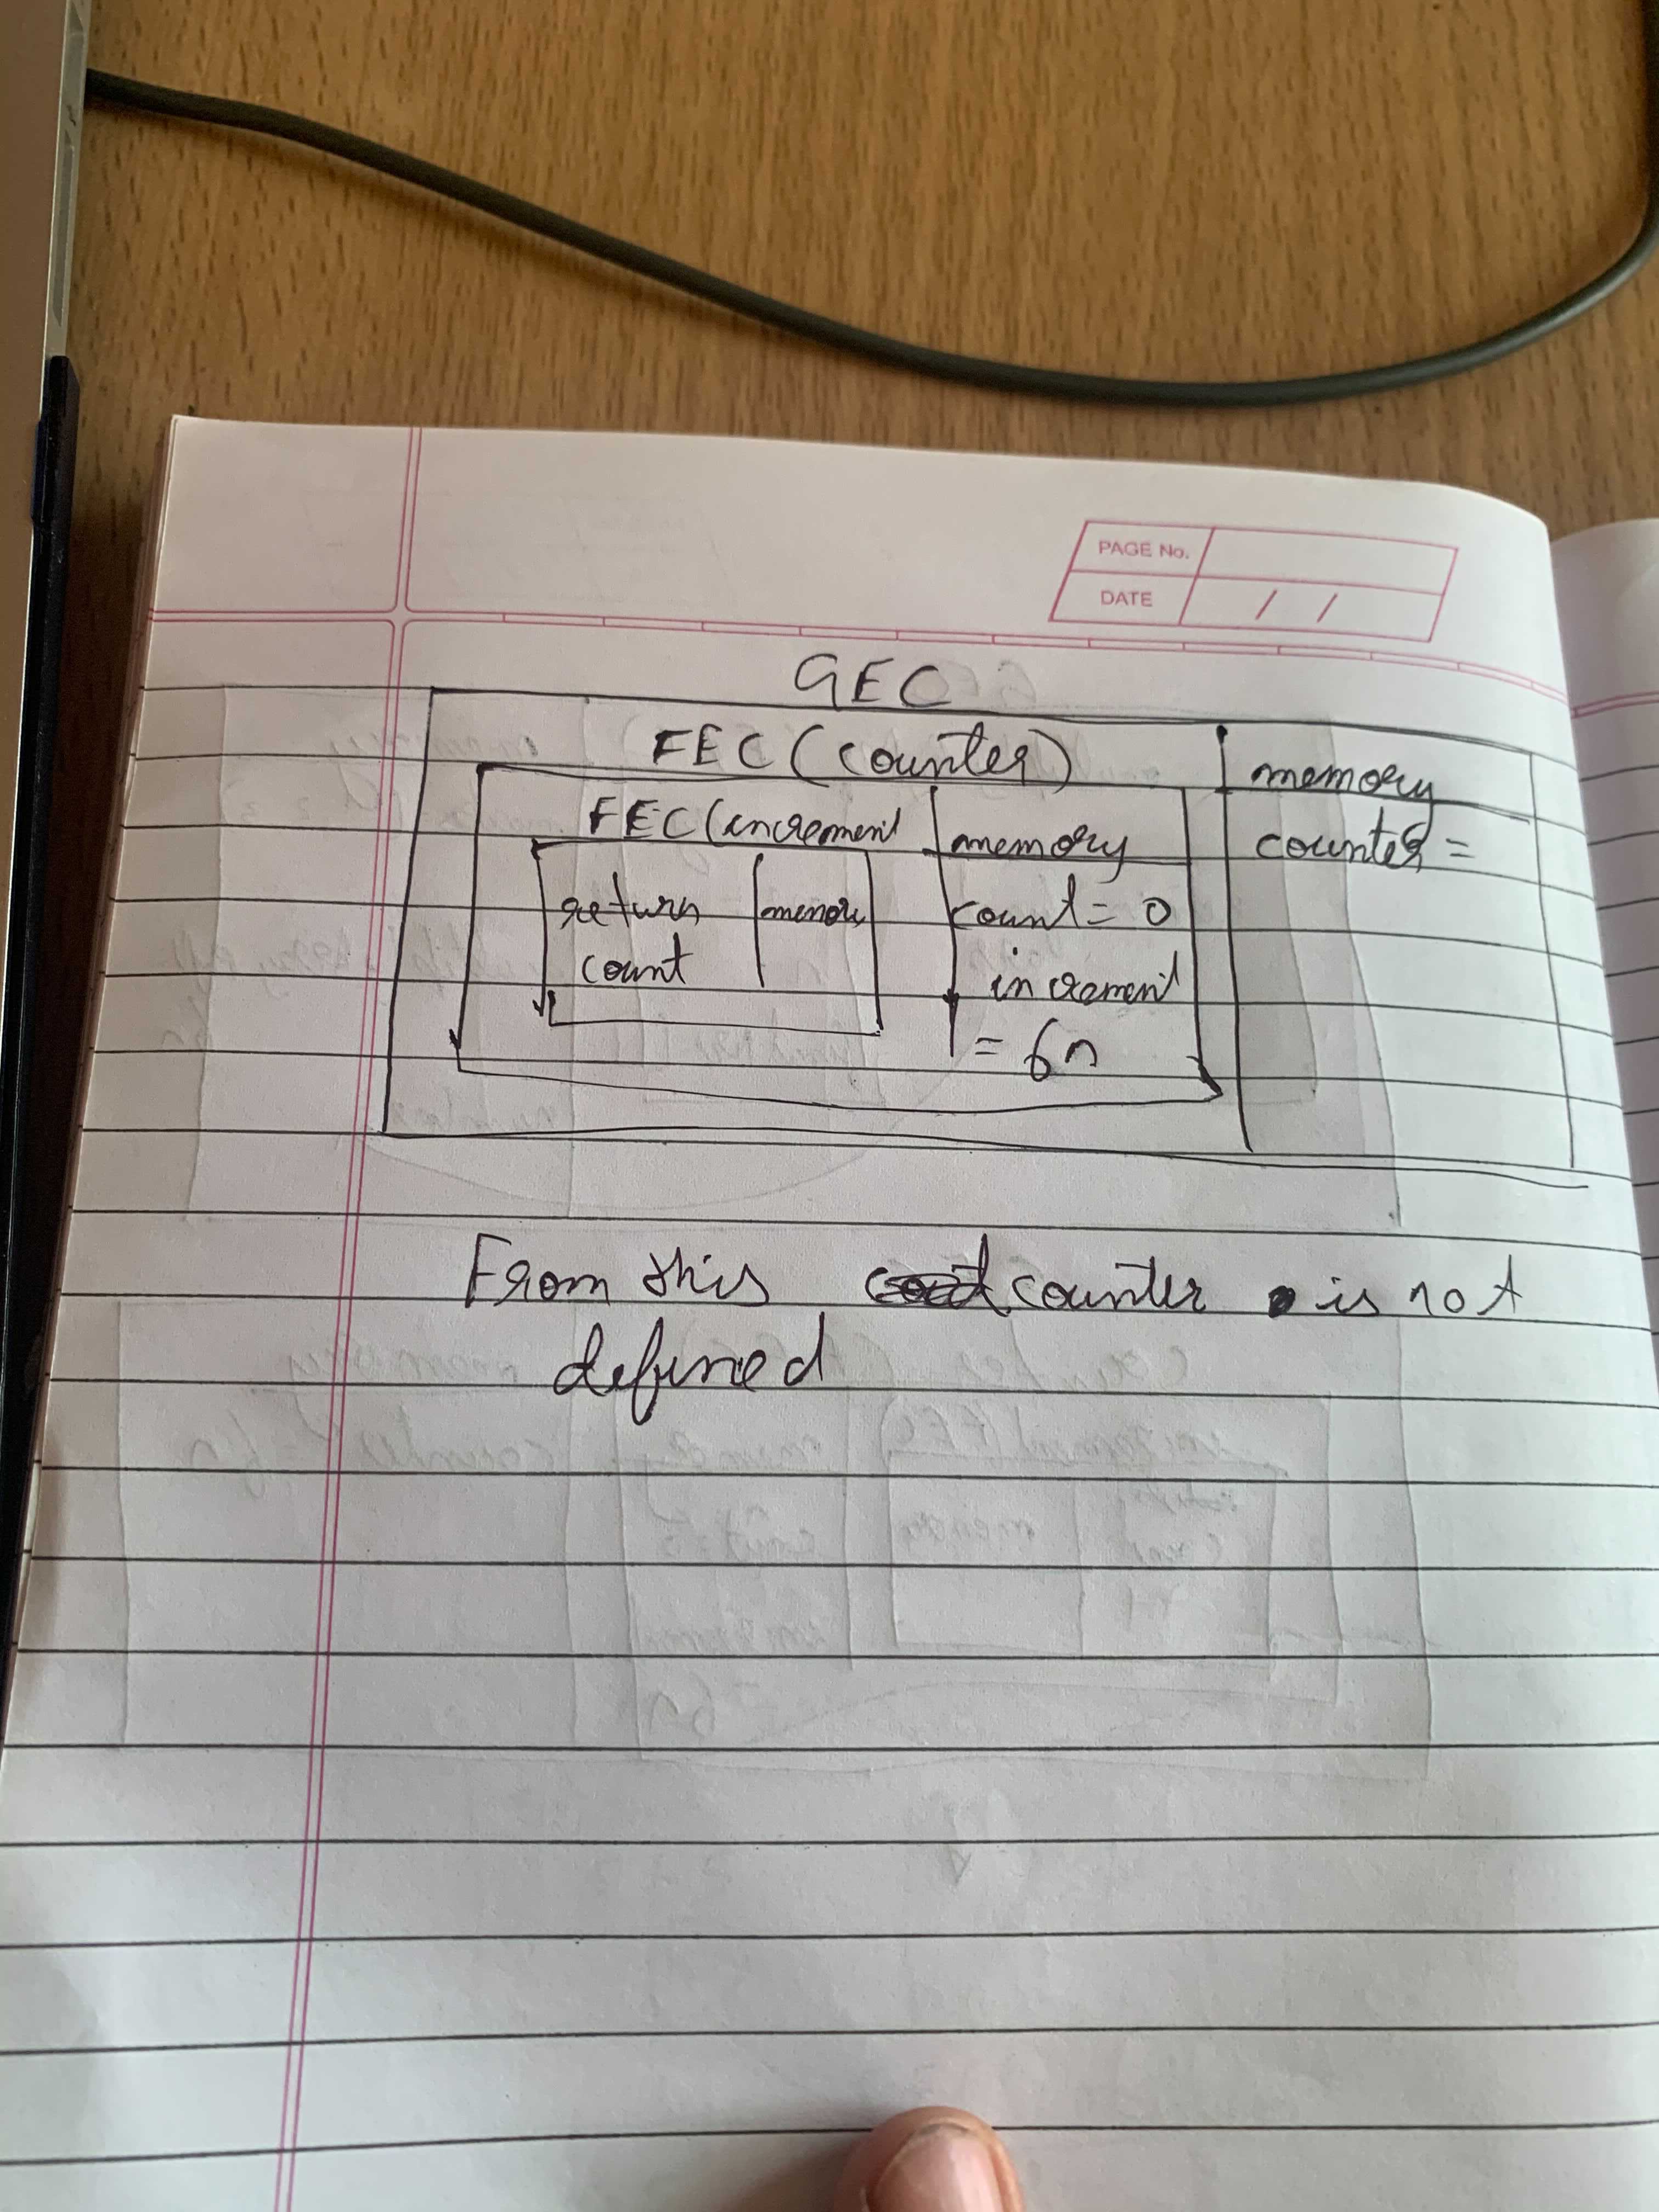 PAGE No.
DATE / /
GEC
FEC (counter)
memory
FEC (increment
memory
counter =
return
memory
count = 0
count
increment
= fn
From this counter is not
defined